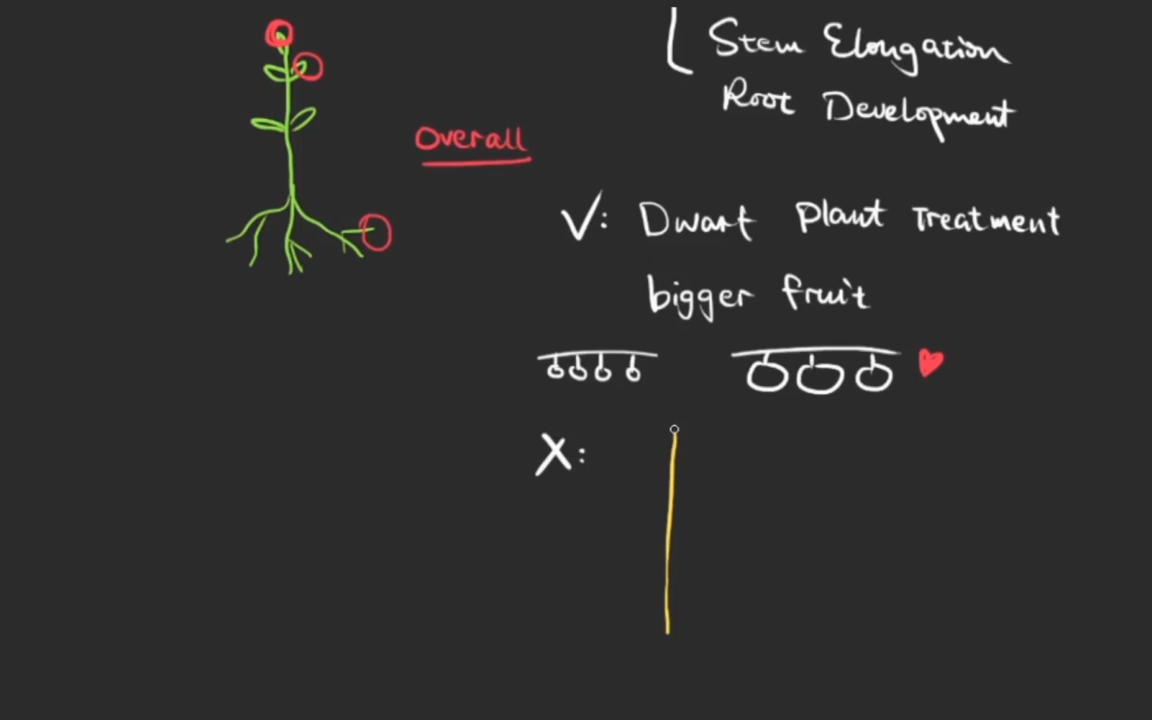 Stem Elongation
Root Development
Overall
V: Dwarf Plant Treatment
bigger fruit
X: